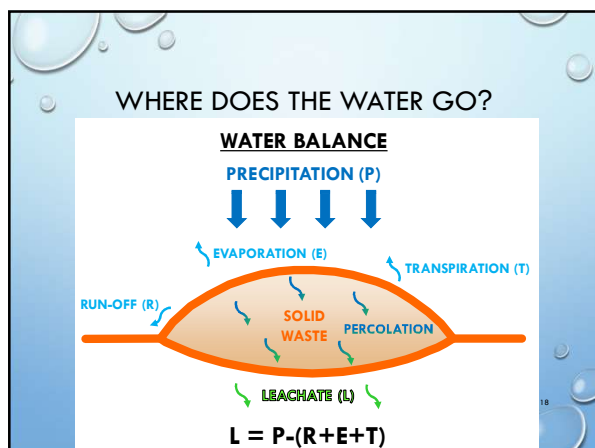 WHERE DOES THE WATER GO?
WATER BALANCE
PRECIPITATION (P)
EVAPORATION (E)
TRANSPIRATION (T)
RUN-OFF (R)
SOLID
WASTE
PERCOLATION
LEACHATE (L)
18
L = P-(R+E+T)